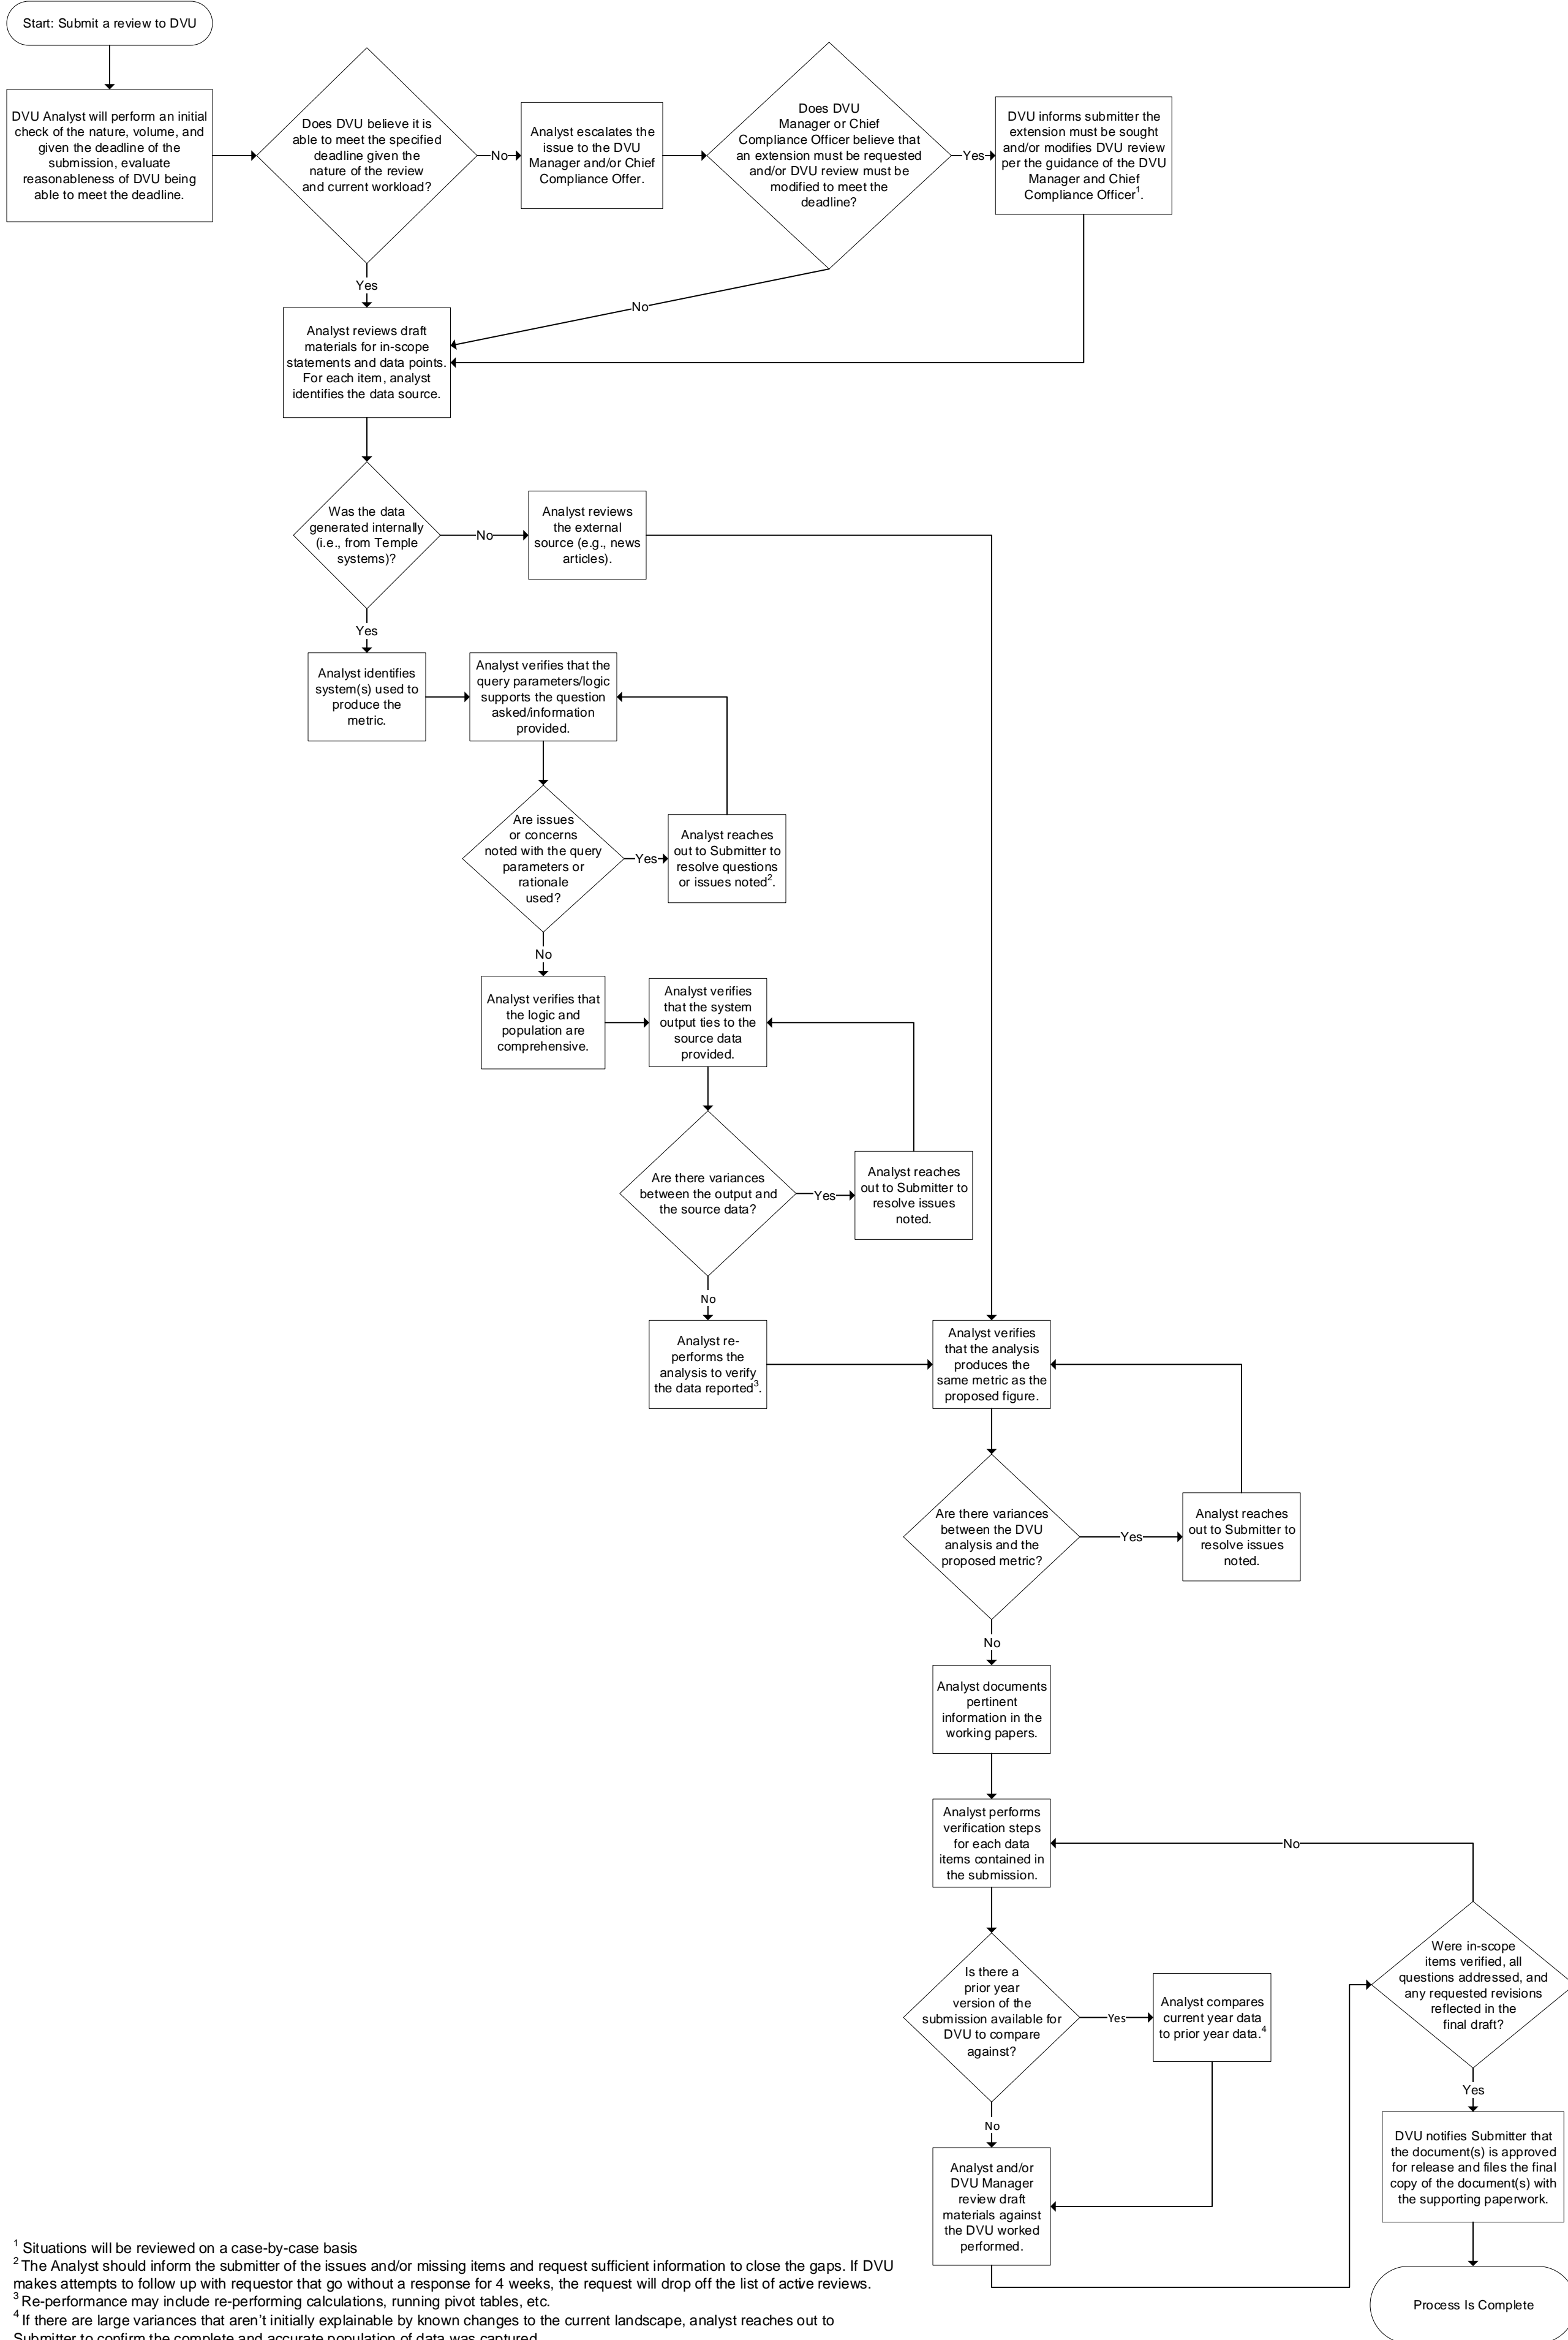 Start: Submit a review to DVU
DVU Analyst will perform an initial
check of the nature, volume, and
given the deadline of the
submission, evaluate
reasonableness of DVU being
able to meet the deadline.
Does DVU believe it is
able to meet the specified
deadline given the
nature of the review
and current workload?
No
Analyst escalates the
issue to the DVU
Manager and/or Chief
Compliance Offer.
Does DVU
Manager or Chief
Compliance Officer believe that
an extension must be requested
and/or DVU review must be
modified to meet the
deadline?
Yes
DVU informs submitter the
extension must be sought
and/or modifies DVU review
per the guidance of the DVU
Manager and Chief
Compliance Officer1.
Yes
No
Analyst reviews draft
materials for in-scope
statements and data points.
For each item, analyst
identifies the data source.
Was the data
generated internally
(i.e., from Temple
systems)?
No
Analyst reviews
the external
source (e.g., news
articles).
Yes
Analyst identifies
system(s) used to
produce the
metric.
Analyst verifies that the
query parameters/logic
supports the question
asked/information
provided.
Are issues
or concerns
noted with the query
parameters or
rationale
used?
Yes
Analyst reaches
out to Submitter to
resolve questions
or issues noted2.
No
Analyst verifies that
the logic and
population are
comprehensive.
Analyst verifies
that the system
output ties to the
source data
provided.
Are there variances
between the output and
the source data?
Yes
Analyst reaches
out to Submitter to
resolve issues
noted.
No
Analyst re-
performs the
analysis to verify
the data reported3.
Analyst verifies
that the analysis
produces the
same metric as the
proposed figure.
Are there variances
between the DVU
analysis and the
proposed metric?
Yes
Analyst reaches
out to Submitter to
resolve issues
noted.
No
Analyst documents
pertinent
information in the
working papers.
Analyst performs
verification steps
for each data
items contained in
the submission.
No
Is there a
prior year
version of the
submission available for
DVU to compare
against?
Yes
Analyst compares
current year data
to prior year data.4
Were in-scope
items verified, all
questions addressed, and
any requested revisions
reflected in the
final draft?
No
Yes
Analyst and/or
DVU Manager
review draft
materials against
the DVU worked
performed.
DVU notifies Submitter that
the document(s) is approved
for release and files the final
copy of the document(s) with
the supporting paperwork.
Process Is Complete
1 Situations will be reviewed on a case-by-case basis
2 The Analyst should inform the submitter of the issues and/or missing items and request sufficient information to close the gaps. If DVU
makes attempts to follow up with requestor that go without a response for 4 weeks, the request will drop off the list of active reviews.
3 Re-performance may include re-performing calculations, running pivot tables, etc.
4 If there are large variances that aren't initially explainable by known changes to the current landscape, analyst reaches out to
Submitter to confirm the complete and accurate population of data was captured